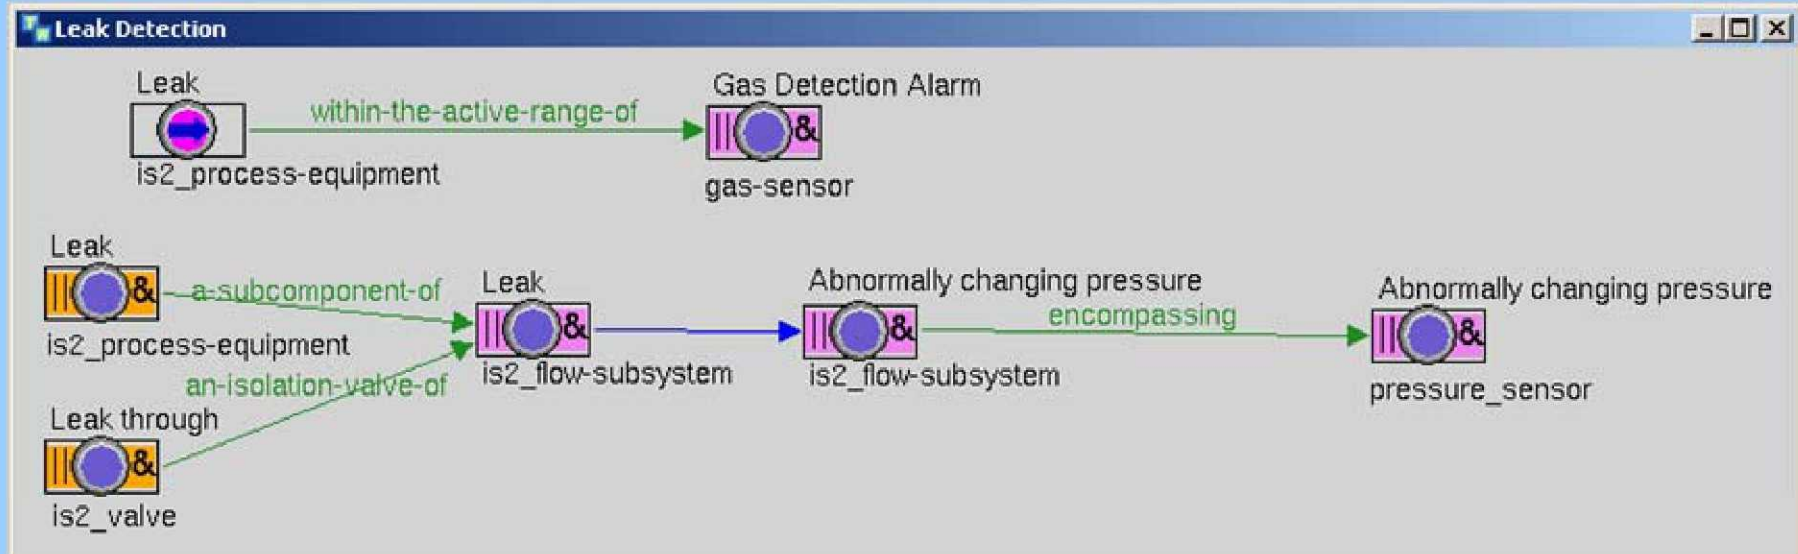 Leak Detection
Leak
Gas Detection Alarm
within-the-active-range-of
&
is2_process-equipment
gas-sensor
Leak
&
a-subcomponent-of
is2_process-equipment
Leak
&
is2_flow-subsystem
Abnormally changing pressure
&
is2_flow-subsystem
encompassing
Abnormally changing pressure
&
pressure_sensor
an-isolation-valve-of
Leak through
&
is2_valve